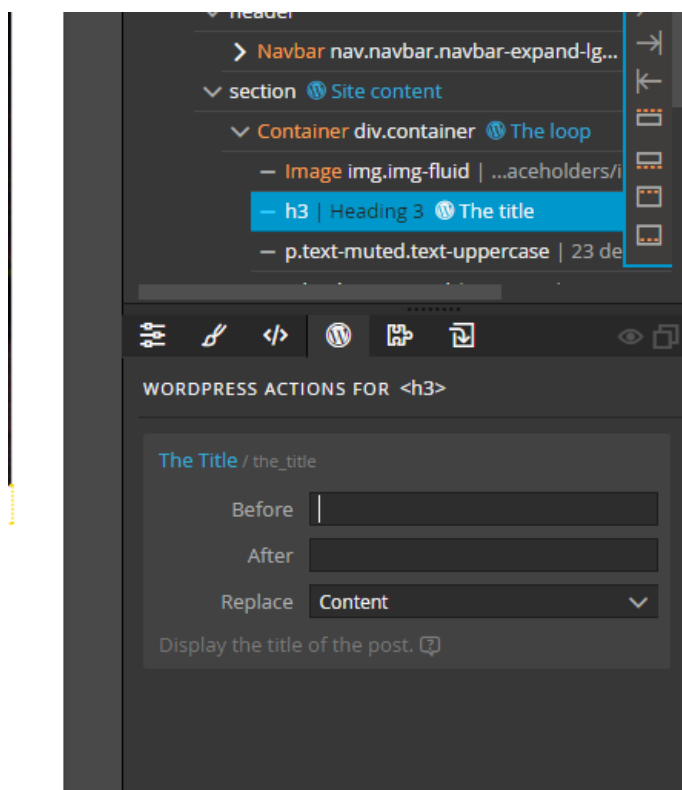 header
Navbar nav.navbar.navbar-expand-lg...
section Site content
Container div.container The loop
Image img.img-fluid | ...aceholders/i
h3 | Heading 3 The title
p.text-muted.text-uppercase | 23 de
WORDPRESS ACTIONS FOR <h3>
The Title / the_title
Before
After
Replace Content
Display the title of the post.